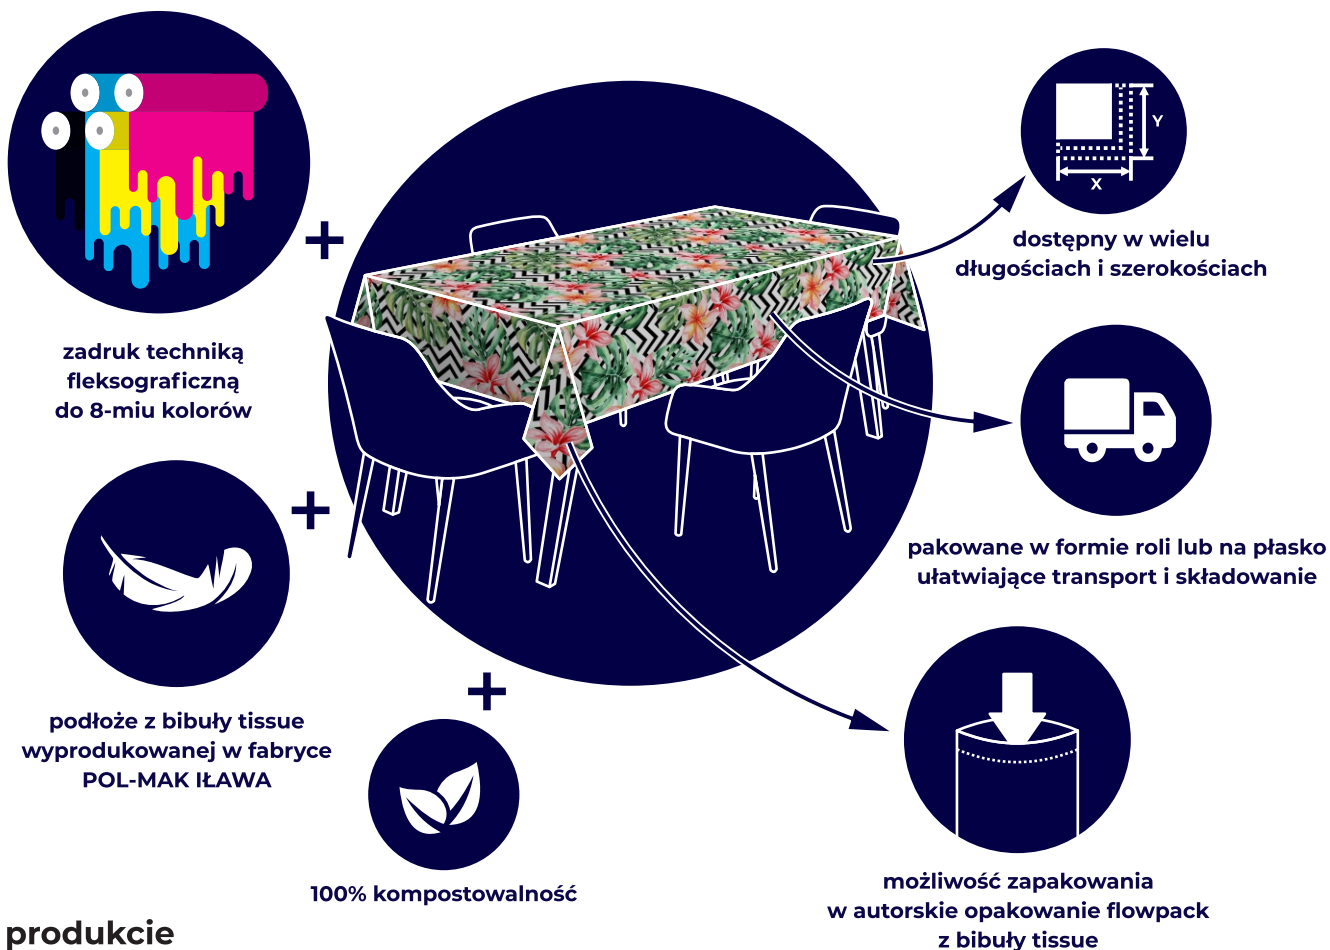 zadruk techniką
fleksograficzną
do 8-miu kolorów
podłoże z bibuły tissue
wyprodukowanej w fabryce
POL-MAK IŁAWA
100% kompostowalność
Y
X
dostępny w wielu
długościach i szerokościach
pakowane w formie roli lub na płasko
ułatwiające transport i składowanie
możliwość zapakowania
w autorskie opakowanie flowpack
z bibuły tissue
produkcie